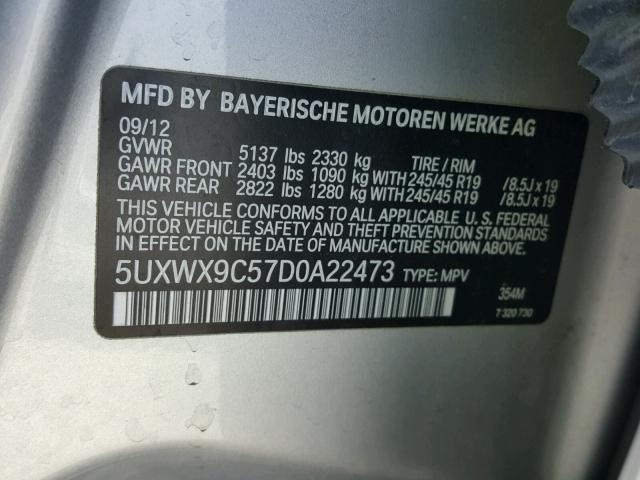 MFD BY BAYERISCHE MOTOREN WERKE AG
09/12
GVWR 5137 lbs 2330 kg TIRE / RIM
GAWR FRONT 2403 lbs 1090 kg WITH 245/45 R19 /8.5J x 19
GAWR REAR 2822 lbs 1280 kg WITH 245/45 R19 /8.5J x 19
THIS VEHICLE CONFORMS TO ALL APPLICABLE U. S. FEDERAL
MOTOR VEHICLE SAFETY AND THEFT PREVENTION
STANDARDS IN EFFECT ON THE DATE OF MANUFACTURE SHOWN ABOVE.
5UXWX9C57D0A22473 TYPE: MPV
354M
7 320 730